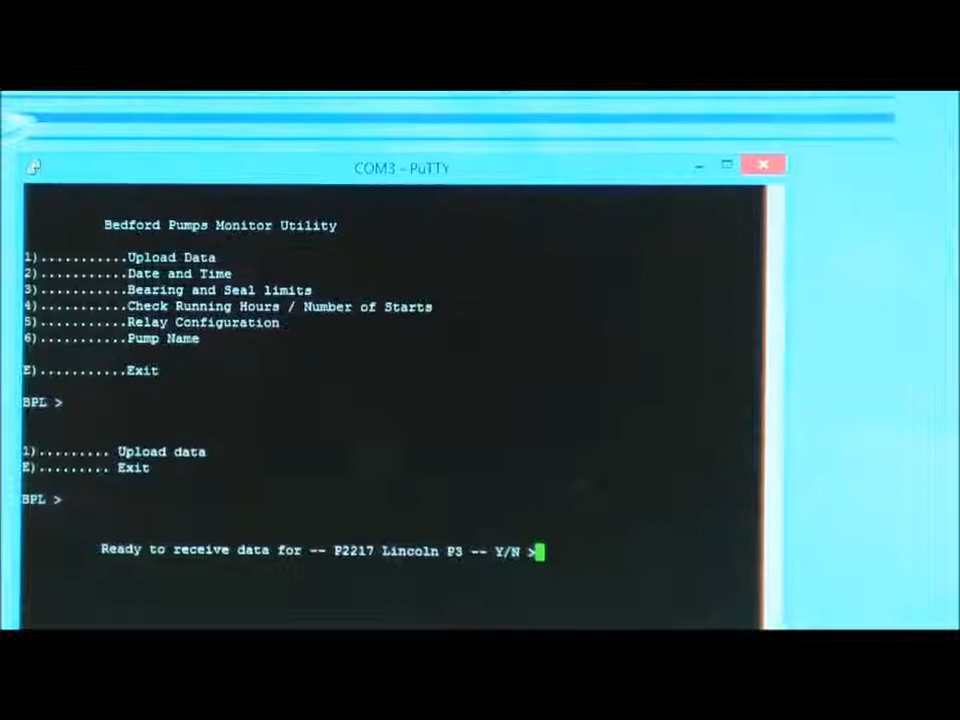 COM3 - PuTTY
Bedford Pumps Monitor Utility
1)...........Upload Data
2)...........Date and Time
3)...........Bearing and Seal limits
4)...........Check Running Hours / Number of Starts
5)...........Relay Configuration
6)...........Pump Name
E)...........Exit
BPL >
1)......... Upload data
E)......... Exit
BPL >
Ready to receive data for -- P2217 Lincoln P3 -- Y/N >